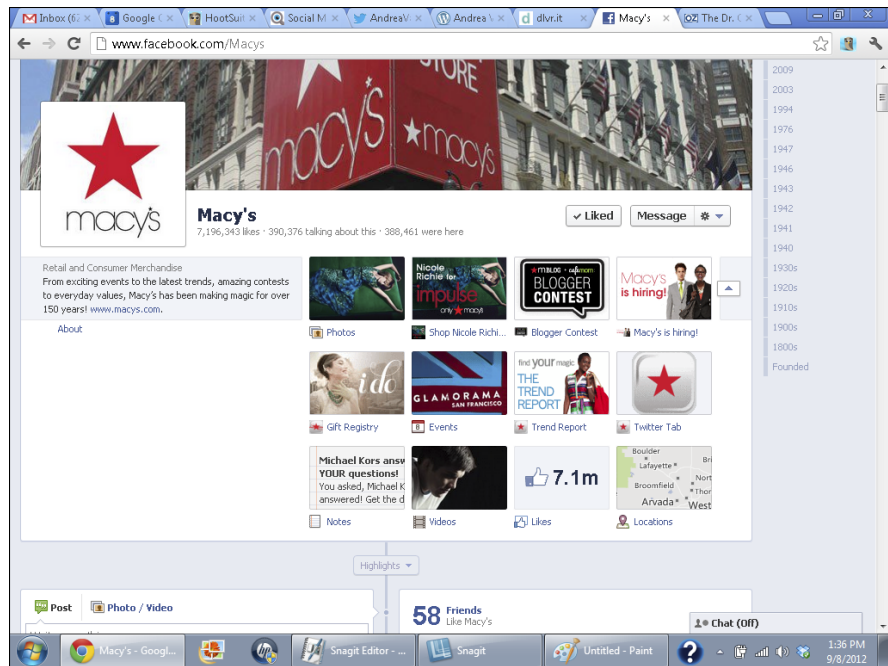 Inbox (62
Google C
HootSuit
Social M
AndreaV
Andrea V
dlvr.it
Macy's
The Dr. C
www.facebook.com/Macys
STORE
macy's
macy's
macy's
Macy's
7,196,343 likes · 390,376 talking about this · 388,461 were here
Liked
Message
Retail and Consumer Merchandise
From exciting events to the latest trends, amazing contests
to everyday values, Macy's has been making magic for over
150 years! www.macys.com.
About
Nicole
Richie for
impulse
only macy's
mBLOG + cafemom
BLOGGER
CONTEST
Macy's
is hiring!
Photos
Shop Nicole Richi...
Blogger Contest
Macy's is hiring!
i do
GLAMORAMA
SAN FRANCISCO
find YOUR magic
THE
TREND
REPORT
Gift Registry
Events
Trend Report
Twitter Tab
Michael Kors answ
YOUR questions!
You asked, Michael K
answered! Get the d
7.1m
Boulder
Lafayette
Bri
Broomfield
Nort
Thor
Arvada
West
Notes
Videos
Likes
Locations
2009
2003
1994
1976
1947
1946
1943
1942
1941
1940
1930s
1920s
1910s
1900s
1800s
Founded
Highlights
Post
Photo / Video
58
Friends
Like Macy's
Chat (Off)
Macy's - Googl...
Snagit Editor - ...
Snagit
Untitled - Paint
1:36 PM
9/8/2012